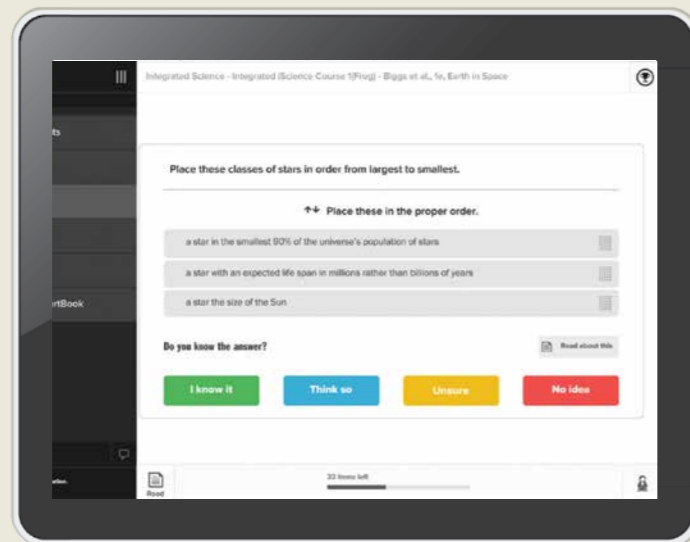 Integrated Science - Integrated iScience Course 1(Frog) - Biggs et al., 1e, Earth in Space
ts
Place these classes of stars in order from largest to smallest.
↑↓ Place these in the proper order.
a star in the smallest 90% of the universe's population of stars
a star with an expected life span in millions rather than billions of years
a star the size of the Sun
rtBook
Do you know the answer?
Read about this
I know it
Think so
Unsure
No idea
33 items left
Read